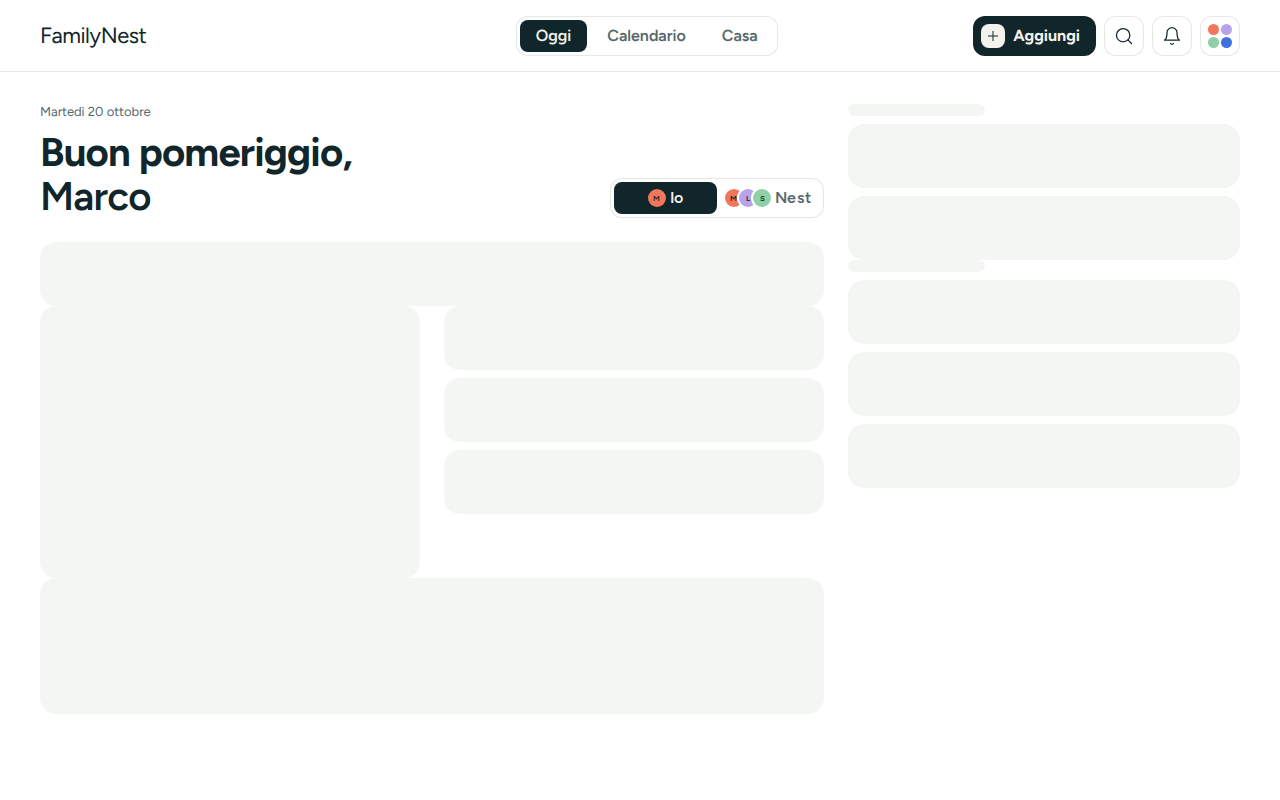 FamilyNest
Oggi
Calendario
Casa
Aggiungi
Martedì 20 ottobre
Buon pomeriggio,
Marco
M Io
M L S Nest